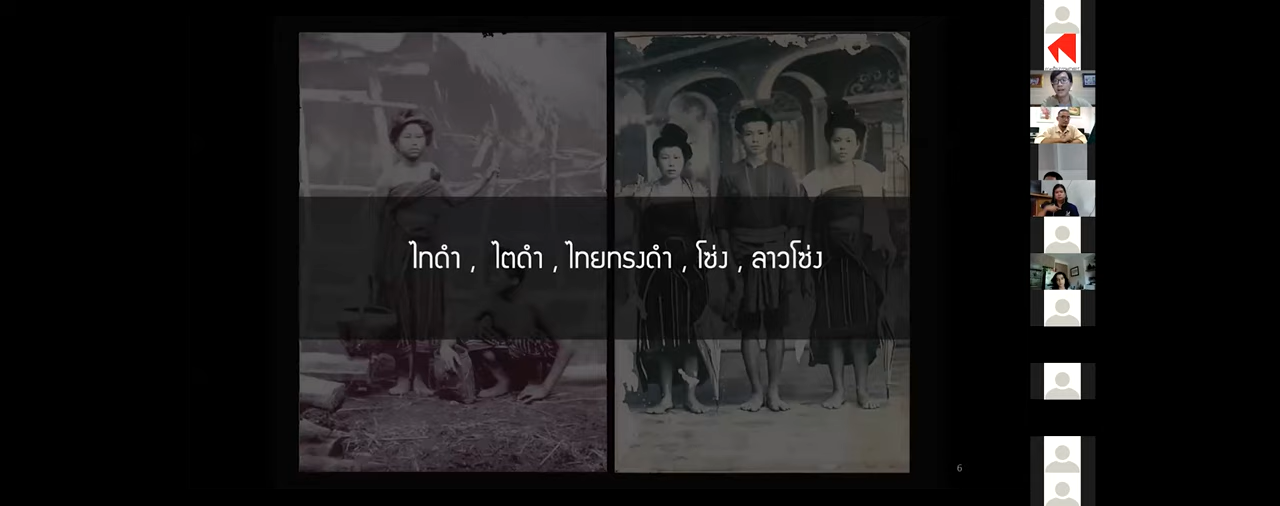 ไทดำ , ไตดำ , ไทยทรงดำ , โซ่ง , ลาวโซ่ง
6